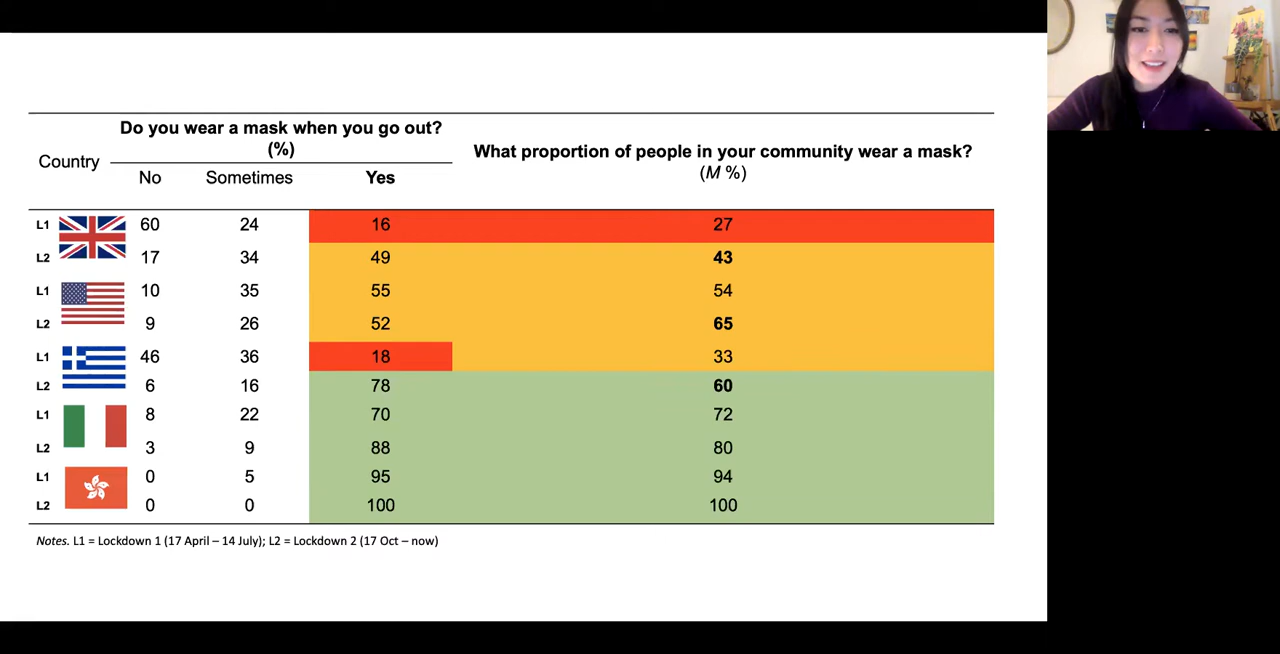 Do you wear a mask when you go out?
(%)
What proportion of people in your community wear a mask?
(M %)
Country
No Sometimes Yes
L1 60 24 16 27
L2 17 34 49 43
L1 10 35 55 54
L2 9 26 52 65
L1 46 36 18 33
L2 6 16 78 60
L1 8 22 70 72
L2 3 9 88 80
L1 0 5 95 94
L2 0 0 100 100
Notes. L1 = Lockdown 1 (17 April – 14 July); L2 = Lockdown 2 (17 Oct – now)